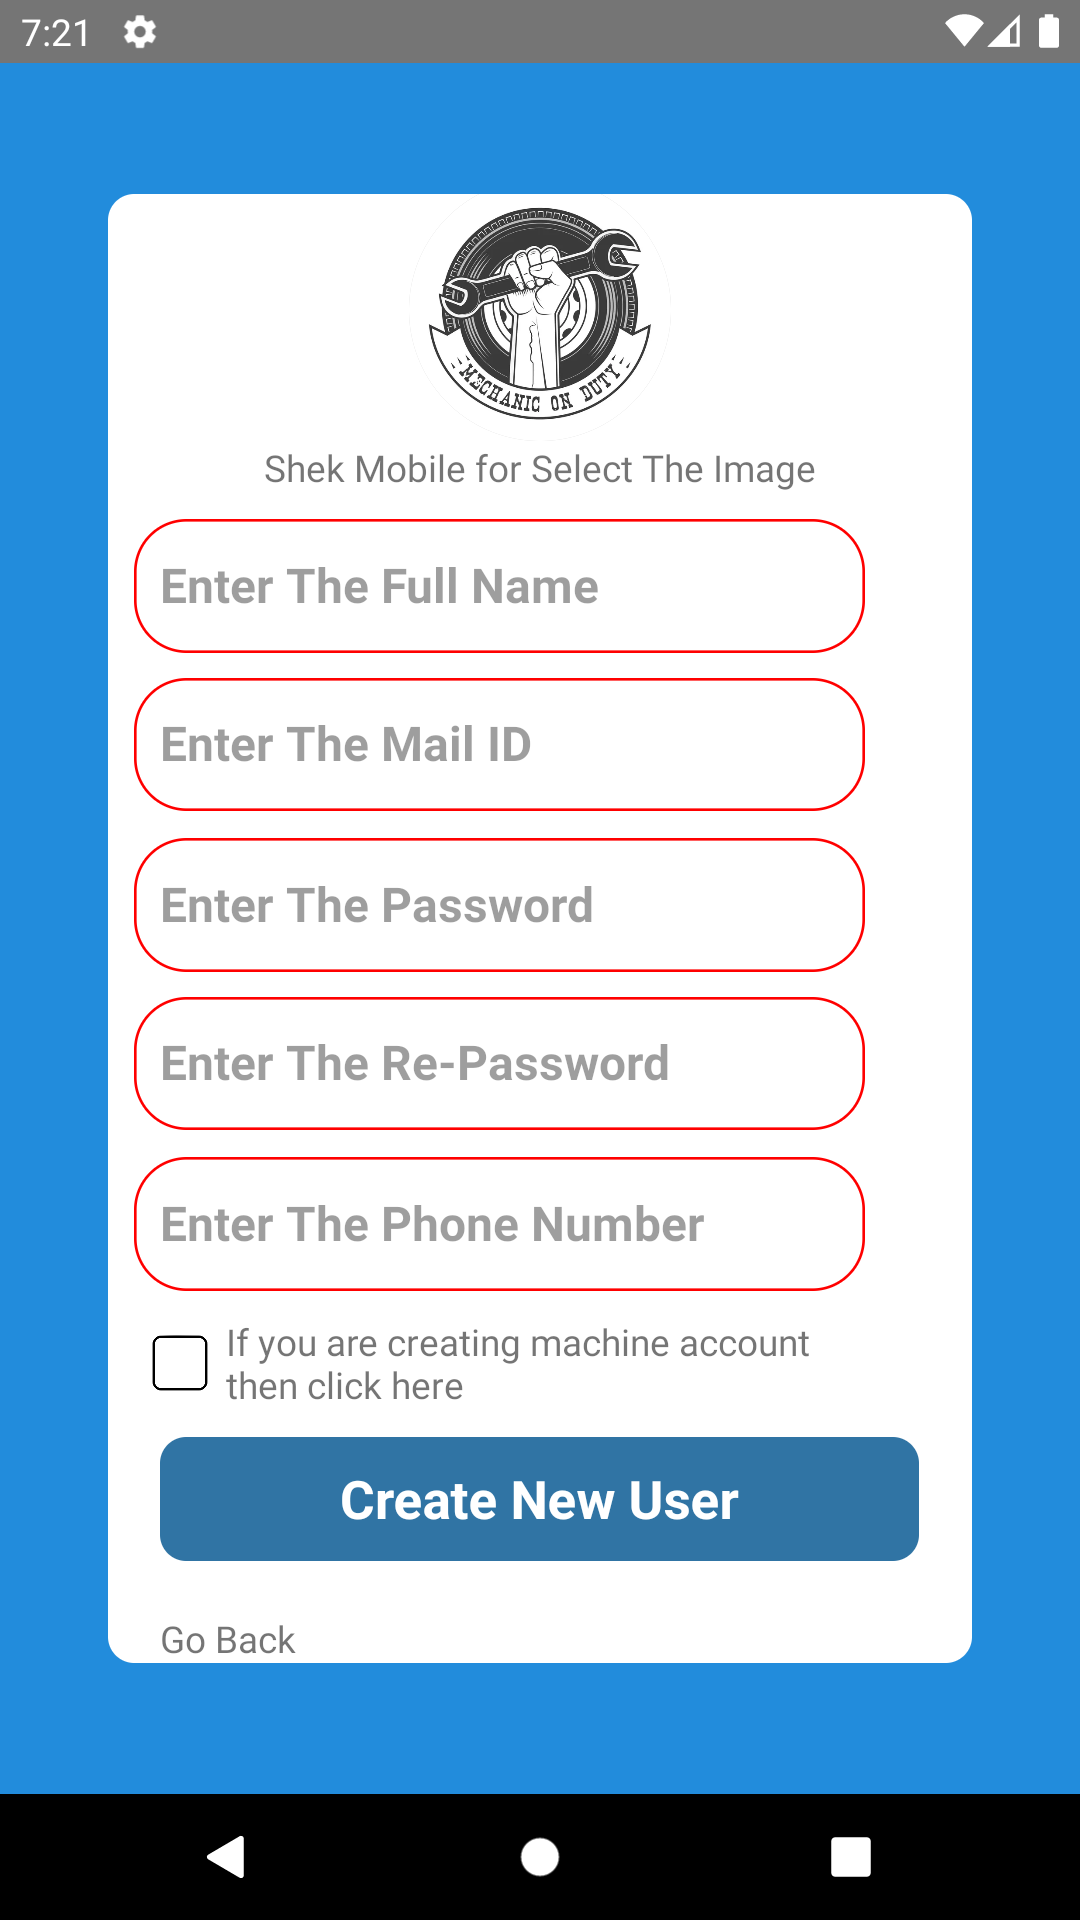 7:21
-MECHANIC ON DUTY-
Shek Mobile for Select The Image
Enter The Full Name
Enter The Mail ID
Enter The Password
Enter The Re-Password
Enter The Phone Number
If you are creating machine account
then click here
Create New User
Go Back